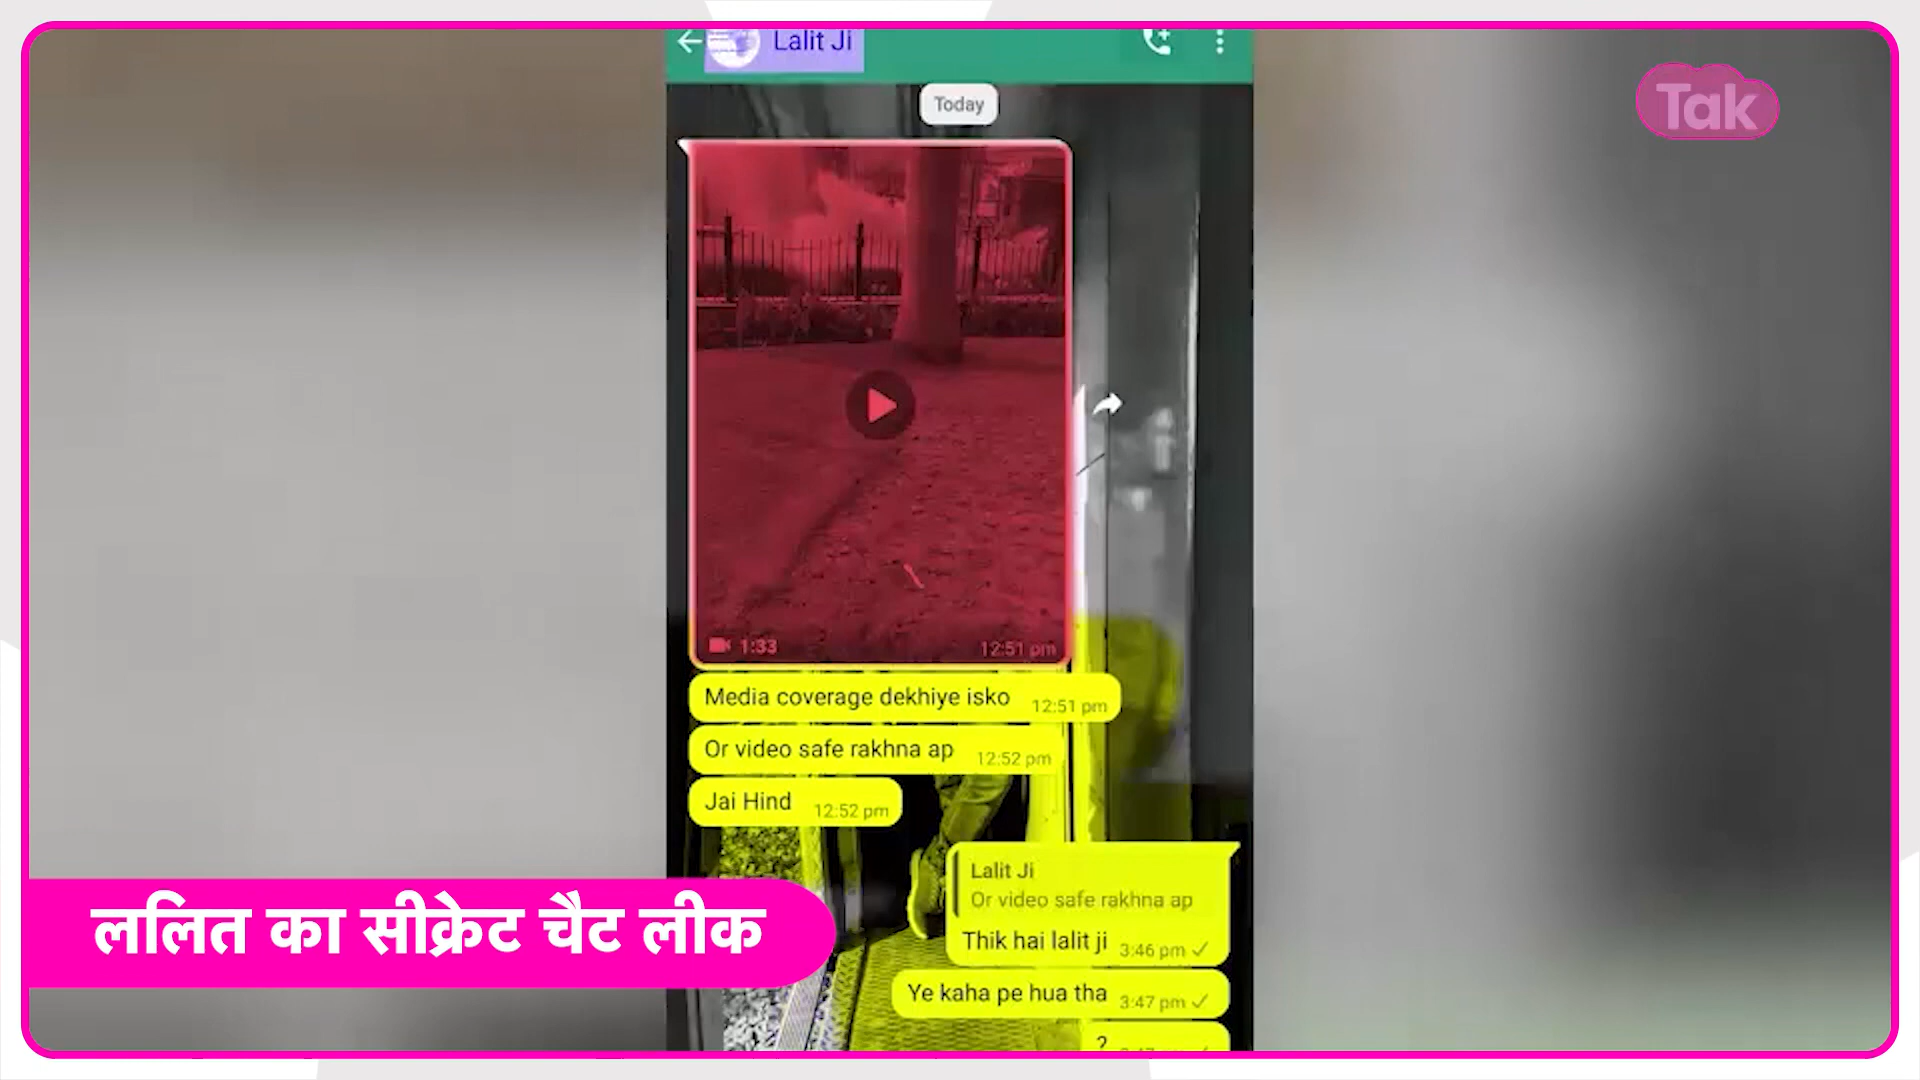 Lalit Ji
Tak
Today
1:33
12:51 pm
Media coverage dekhiye isko 12:51 pm
Or video safe rakhna ap 12:52 pm
Jai Hind 12:52 pm
Lalit Ji
Or video safe rakhna ap
Thik hai lalit ji 3:46 pm
Ye kaha pe hua tha 3:47 pm
?
ललित का सीक्रेट चैट लीक